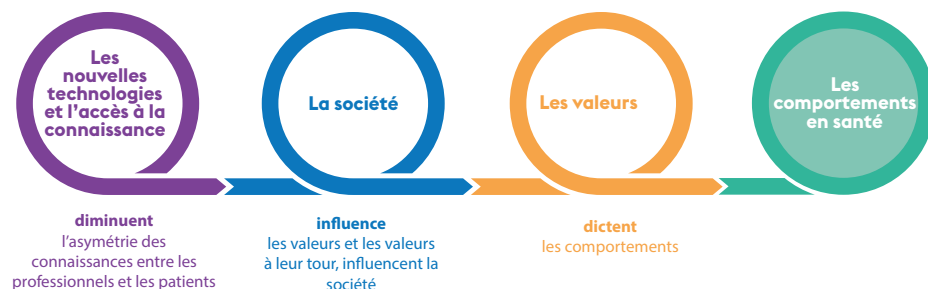 Les
nouvelles
technologies
et l'accès à la
connaissance
La société
Les valeurs
Les
comportements
en santé
diminuent
l'asymétrie des
connaissances entre les
professionnels et les patients
influence
les valeurs et les valeurs
à leur tour, influencent la
société
dictent
les comportements